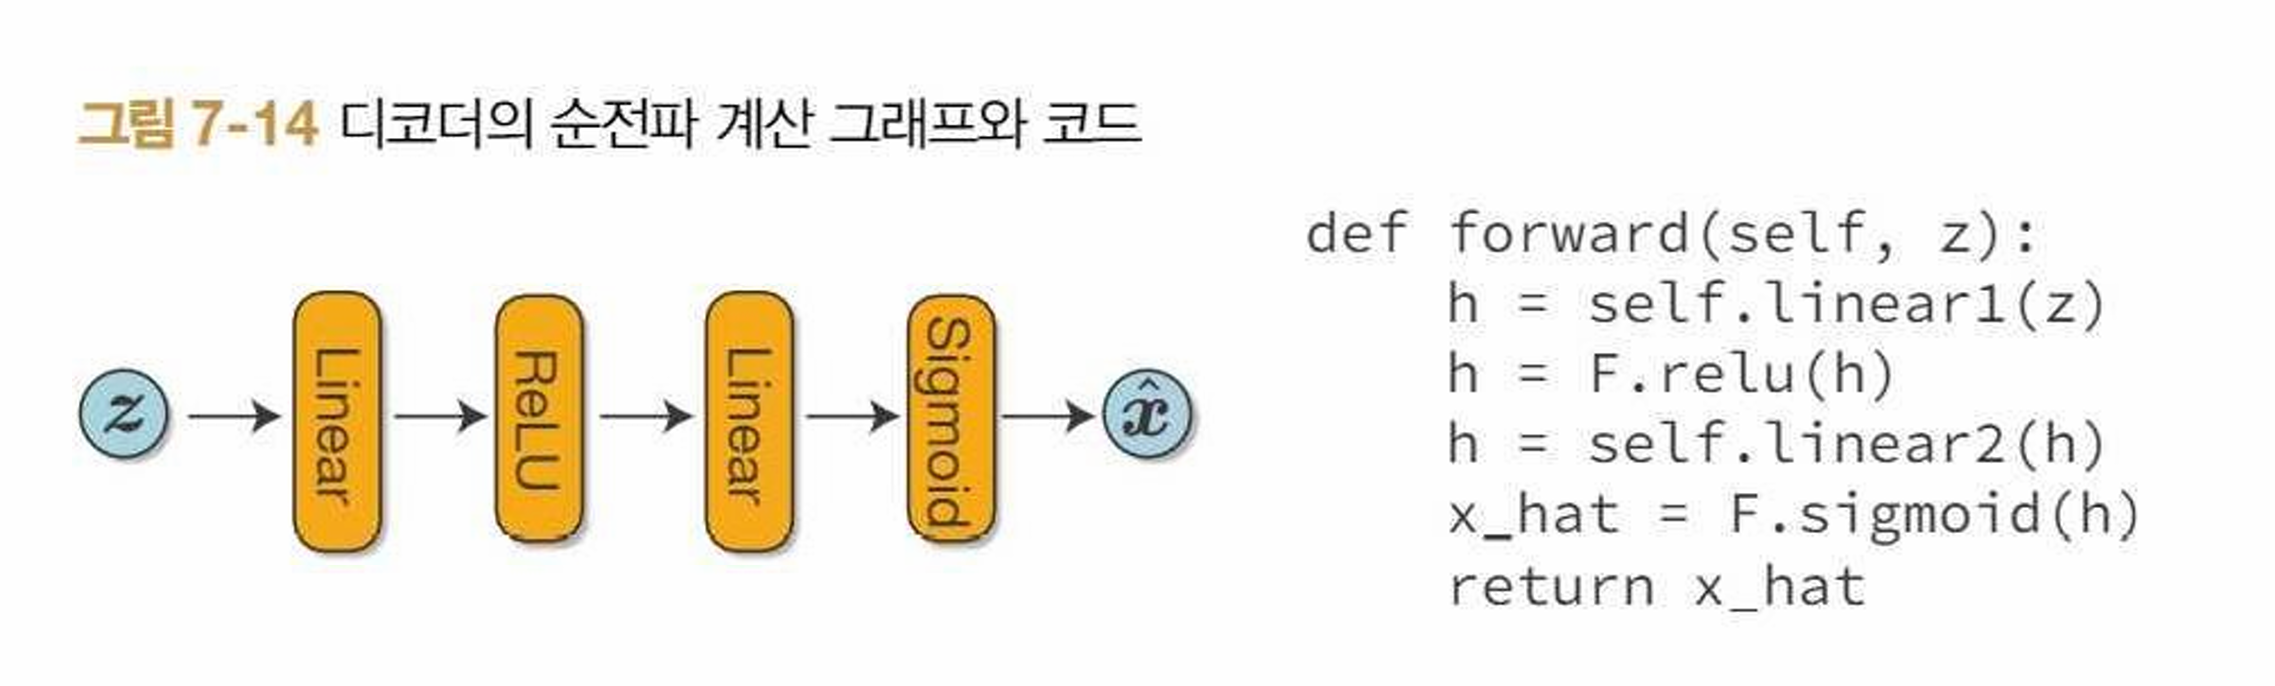 그림 7-14 디코더의 순전파 계산 그래프와 코드
z
Linear
ReLU
Linear
Sigmoid
x̂
def forward(self, z):
    h = self.linear1(z)
    h = F.relu(h)
    h = self.linear2(h)
    x_hat = F.sigmoid(h)
    return x_hat